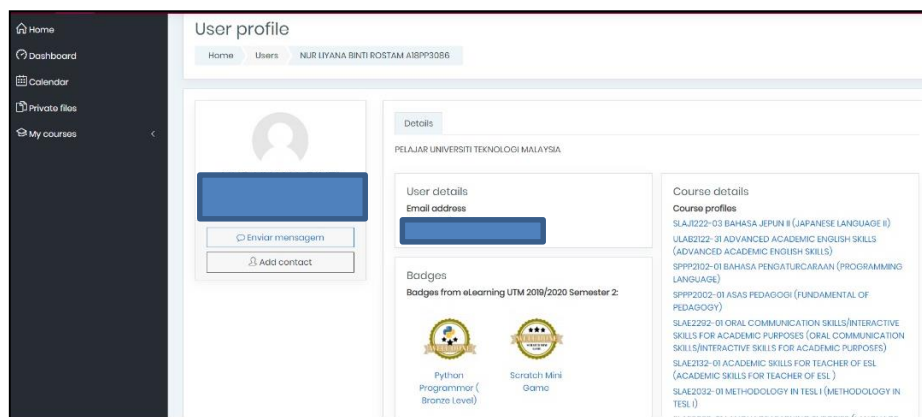 Home
Dashboard
Calendar
Private files
My courses
User profile
Home Users NUR LIYANA BINTI ROSTAM A18PP3086
Enviar mensagem
Add contact
Details
PELAJAR UNIVERSITI TEKNOLOGI MALAYSIA
User details
Email address
Badges
Badges from eLearning UTM 2019/2020 Semester 2:
Python
Programmer (
Bronze Level)
Scratch Mini
Game
Course details
Course profiles
SLAJ1222-03 BAHASA JEPUN II (JAPANESE LANGUAGE II)
ULAB2122-31 ADVANCED ACADEMIC ENGLISH SKILLS
(ADVANCED ACADEMIC ENGLISH SKILLS)
SPPP2102-01 BAHASA PENGATURCARAAN (PROGRAMMING
LANGUAGE)
SPPP2002-01 ASAS PEDAGOGI (FUNDAMENTAL OF
PEDAGOGY)
SLAE2292-01 ORAL COMMUNICATION SKILLS/INTERACTIVE
SKILLS FOR ACADEMIC PURPOSES (ORAL COMMUNICATION
SKILLS/INTERACTIVE SKILLS FOR ACADEMIC PURPOSES)
SLAE2132-01 ACADEMIC SKILLS FOR TEACHER OF ESL
(ACADEMIC SKILLS FOR TEACHER OF ESL )
SLAE2032-01 METHODOLOGY IN TESL I (METHODOLOGY IN
TESL I)